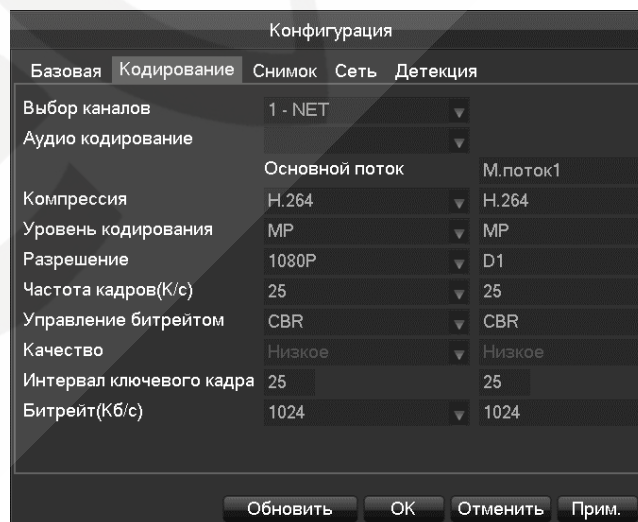 Конфигурация
Базовая Кодирование Снимок Сеть Детекция
Выбор каналов 1 - NET
Аудио кодирование
Основной поток М.поток1
Компрессия H.264 H.264
Уровень кодирования MP MP
Разрешение 1080P D1
Частота кадров(К/с) 25 25
Управление битрейтом CBR CBR
Качество Низкое Низкое
Интервал ключевого кадра 25 25
Битрейт(Кб/с) 1024 1024
Обновить OK Отменить Прим.